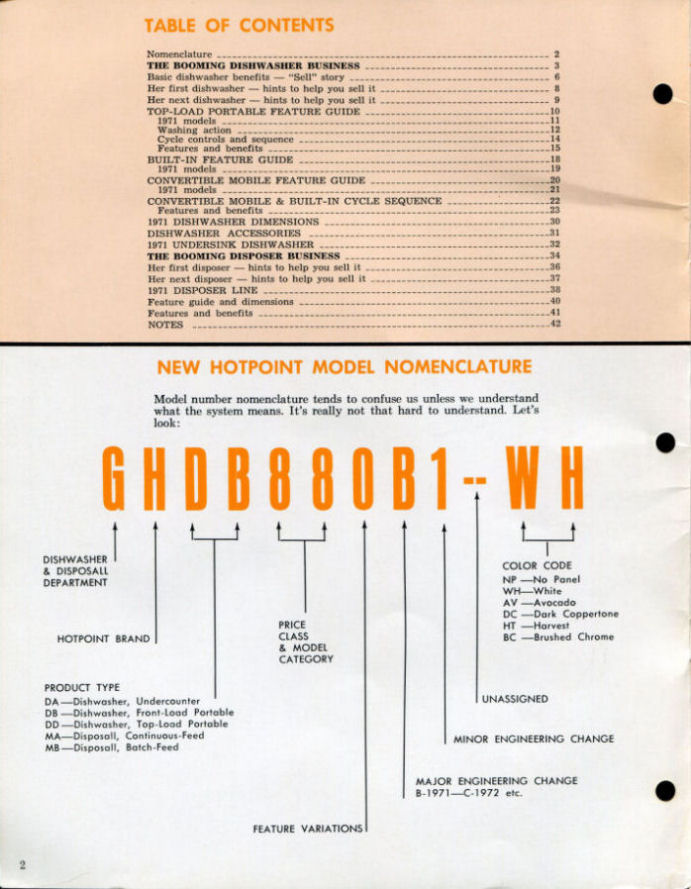 TABLE OF CONTENTS
Nomenclature 2
THE BOOMING DISHWASHER BUSINESS 3
Basic dishwasher benefits — "Sell" story 6
Her first dishwasher — hints to help you sell it 8
Her next dishwasher — hints to help you sell it 9
TOP-LOAD PORTABLE FEATURE GUIDE 10
1971 models 11
Washing action 12
Cycle controls and sequence 14
Features and benefits 15
BUILT-IN FEATURE GUIDE 18
1971 models 19
CONVERTIBLE MOBILE FEATURE GUIDE 20
1971 models 21
CONVERTIBLE MOBILE & BUILT-IN CYCLE SEQUENCE 22
Features and benefits 23
1971 DISHWASHER DIMENSIONS 30
DISHWASHER ACCESSORIES 31
1971 UNDERSINK DISHWASHER 32
THE BOOMING DISPOSER BUSINESS 34
Her first disposer — hints to help you sell it 36
Her next disposer — hints to help you sell it 37
1971 DISPOSER LINE 38
Feature guide and dimensions 40
Features and benefits 41
NOTES 42
NEW HOTPOINT MODEL NOMENCLATURE
Model number nomenclature tends to confuse us unless we understand
what the system means. It's really not that hard to understand. Let's
look:
GHDB880B1--WH
DISHWASHER
& DISPOSALL
DEPARTMENT
HOTPOINT BRAND
PRODUCT TYPE
DA—Dishwasher, Undercounter
DB—Dishwasher, Front-Load Portable
DD—Dishwasher, Top-Load Portable
MA—Disposall, Continuous-Feed
MB—Disposall, Batch-Feed
PRICE
CLASS
& MODEL
CATEGORY
FEATURE VARIATIONS
MAJOR ENGINEERING CHANGE
B-1971—C-1972 etc.
MINOR ENGINEERING CHANGE
UNASSIGNED
COLOR CODE
NP—No Panel
WH—White
AV—Avocado
DC—Dark Coppertone
HT—Harvest
BC—Brushed Chrome
2